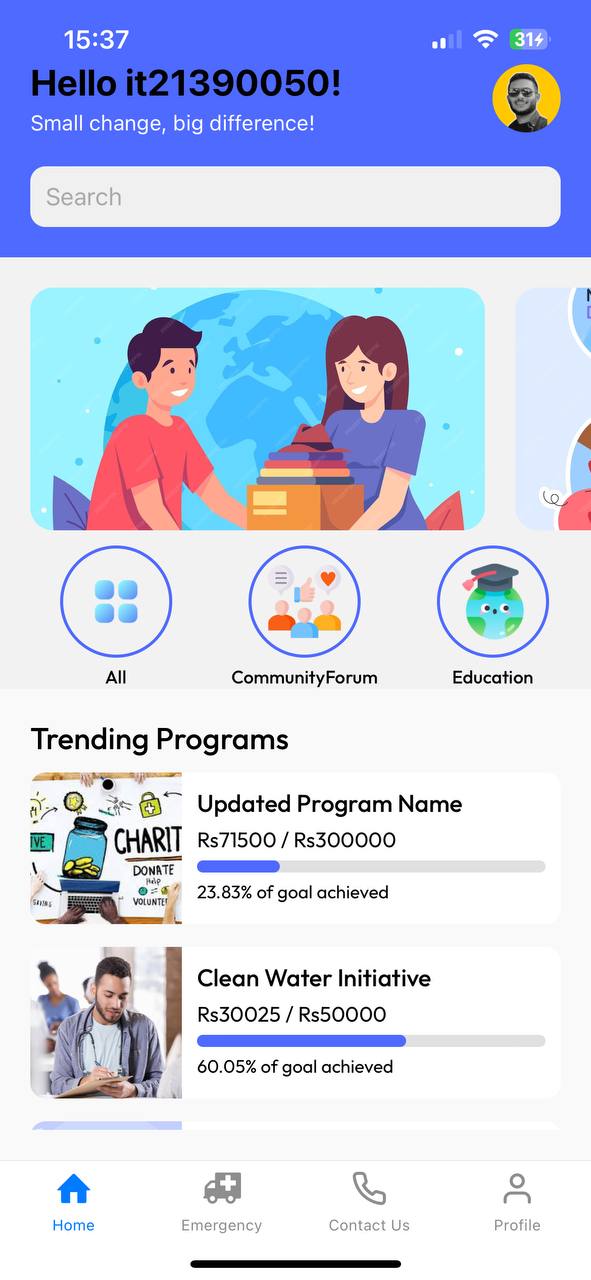 15:37
31
Hello it21390050!
Small change, big difference!
Search
All
CommunityForum
Education
Trending Programs
CHARIT
DONATE
Help
VOLUNTE
SAVING
Updated Program Name
Rs71500 / Rs300000
23.83% of goal achieved
Clean Water Initiative
Rs30025 / Rs50000
60.05% of goal achieved
Home
Emergency
Contact Us
Profile